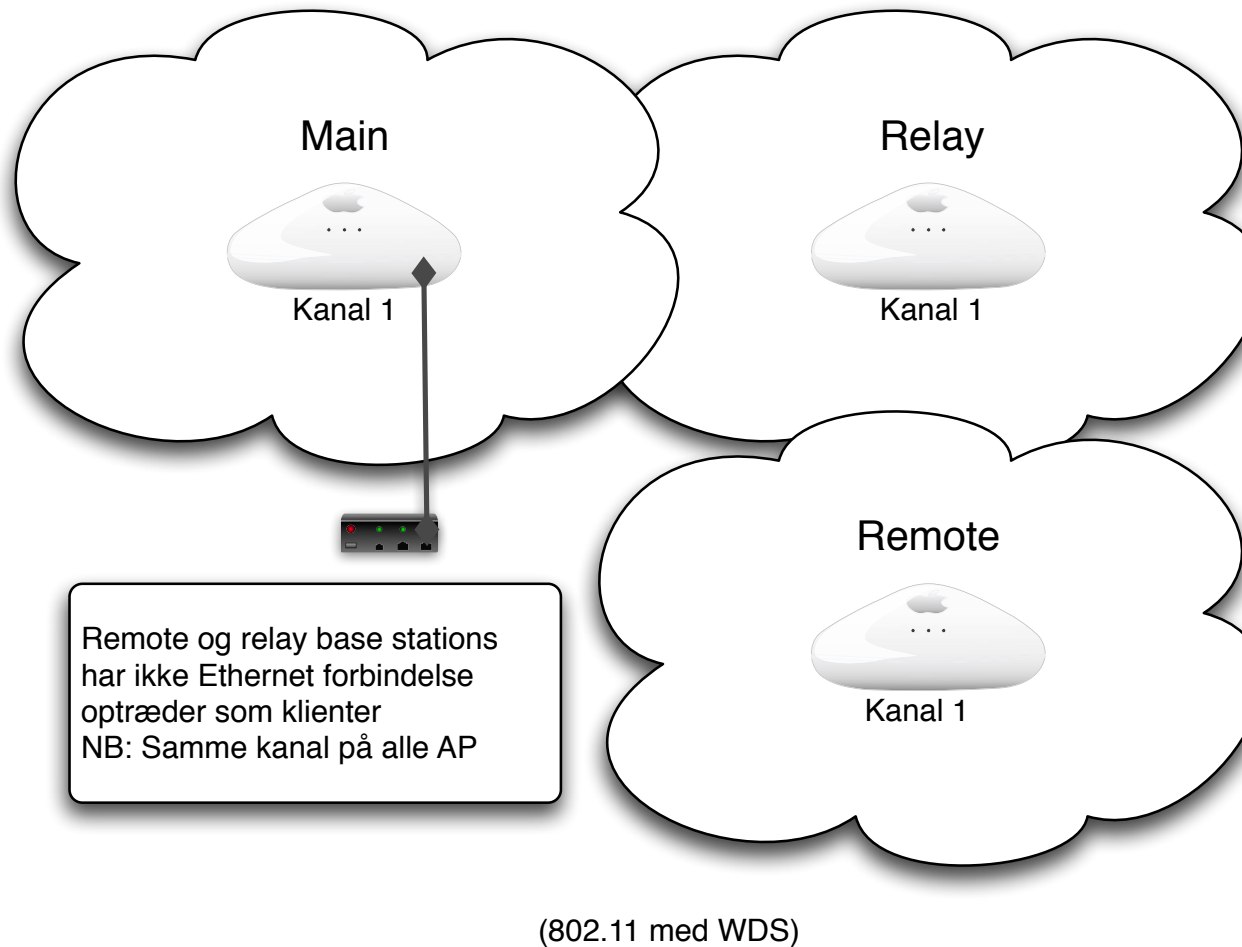 Main
Kanal 1
Relay
Kanal 1
Remote
Kanal 1
Remote og relay base stations
har ikke Ethernet forbindelse
optræder som klienter
NB: Samme kanal på alle AP
(802.11 med WDS)